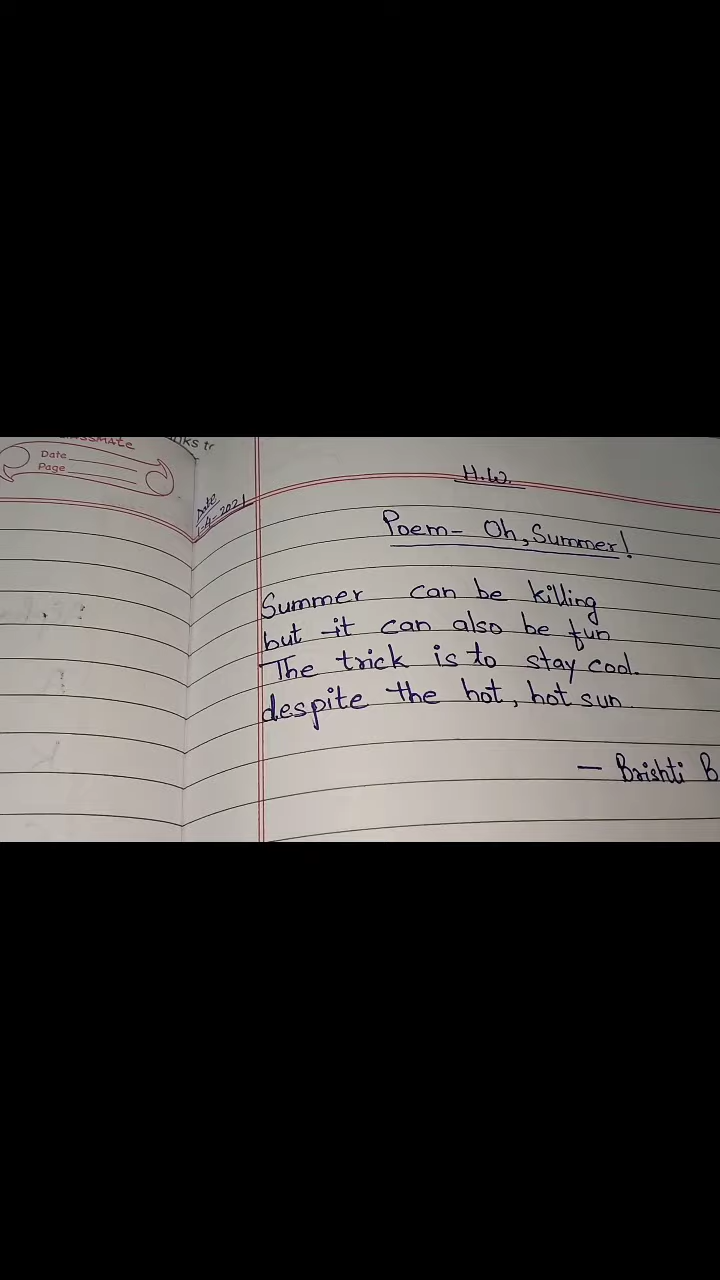 classmate
Date
Page
Date
H.W.
Poem- Oh, Summer!
Summer can be killing
but it can also be fun
The trick is to stay cool.
despite the hot, hot sun
- Brishti B